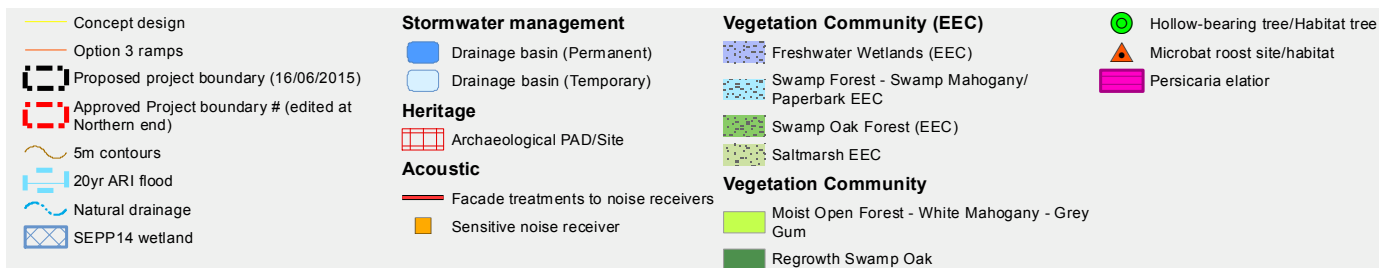 Concept design
Option 3 ramps
Proposed project boundary (16/06/2015)
Approved Project boundary # (edited at
Northern end)
5m contours
20yr ARI flood
Natural drainage
SEPP14 wetland
Stormwater management
Drainage basin (Permanent)
Drainage basin (Temporary)
Heritage
Archaeological PAD/Site
Acoustic
Facade treatments to noise receivers
Sensitive noise receiver
Vegetation Community (EEC)
Freshwater Wetlands (EEC)
Swamp Forest - Swamp Mahogany/
Paperbark EEC
Swamp Oak Forest (EEC)
Saltmarsh EEC
Vegetation Community
Moist Open Forest - White Mahogany - Grey
Gum
Regrowth Swamp Oak
Hollow-bearing tree/Habitat tree
Microbat roost site/habitat
Persicaria elatior